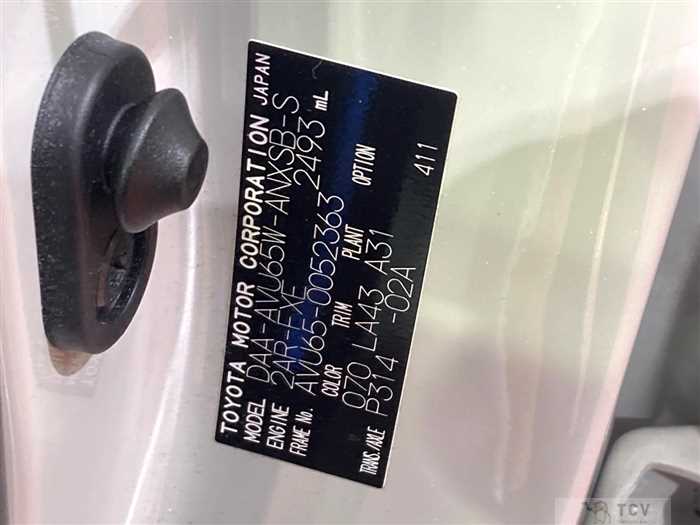 TOYOTA MOTOR CORPORATION JAPAN
MODEL DAA-AVU65W-ANXSB-S
ENGINE 2AR-FXE 2493 mL
FRAME No. AVU65-0052363
COLOR TRIM PLANT OPTION
070 LA43 A31
TRANS./AXLE P314 -02A 411
TCV